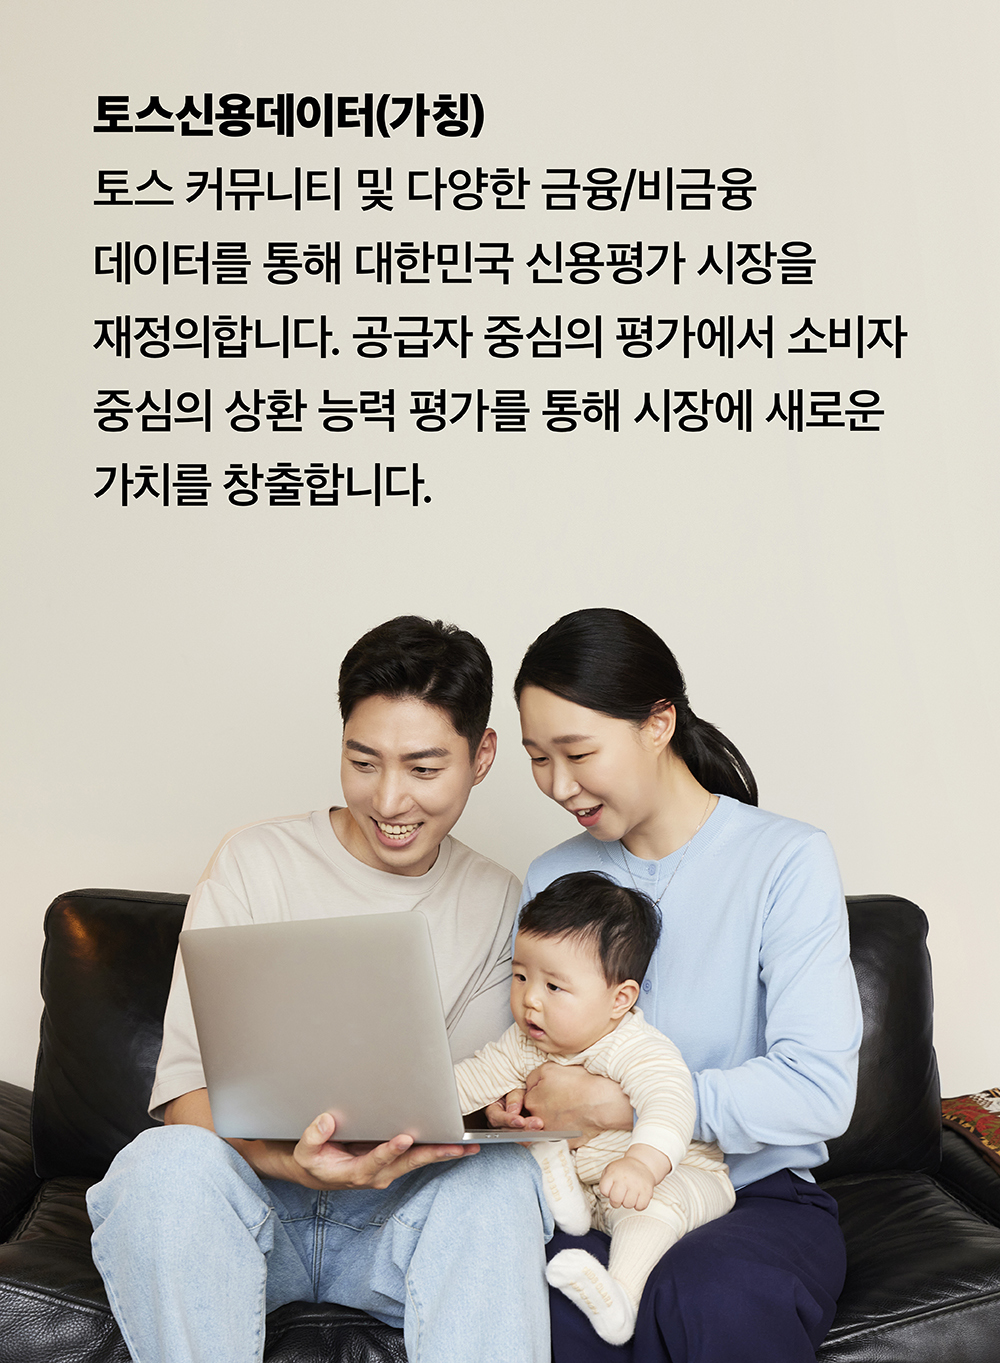 토스신용데이터(가칭)
토스 커뮤니티 및 다양한 금융/비금융
데이터를 통해 대한민국 신용평가 시장을
재정의합니다. 공급자 중심의 평가에서 소비자
중심의 상환 능력 평가를 통해 시장에 새로운
가치를 창출합니다.